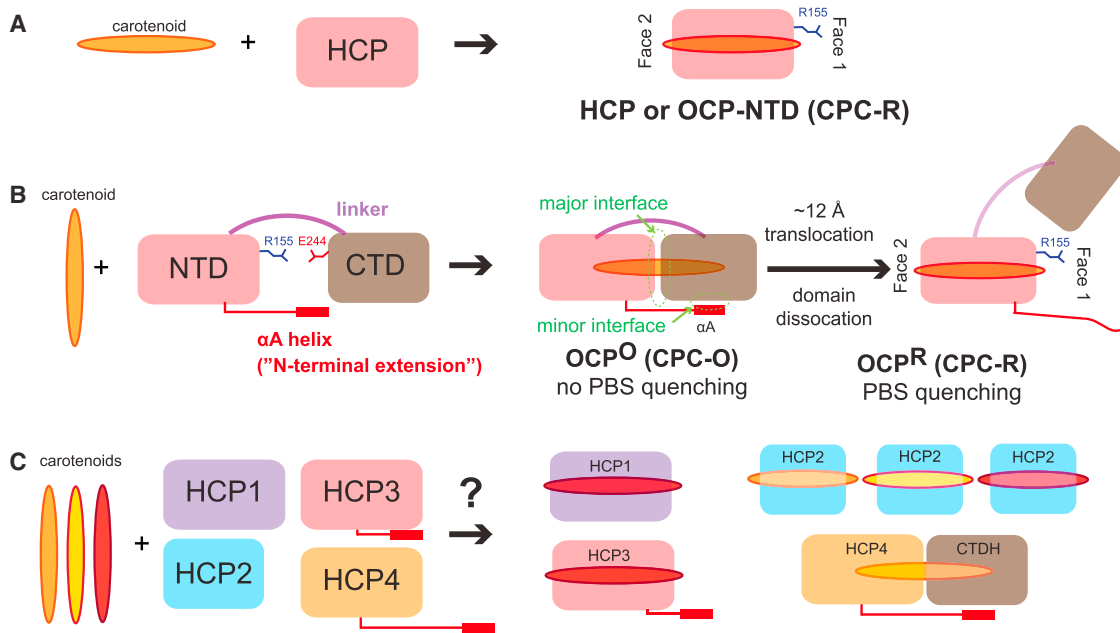 A
carotenoid
+
HCP
Face 2
R155
Face 1
HCP or OCP-NTD (CPC-R)
B
carotenoid
+
linker
NTD
R155
E244
CTD
αA helix
("N-terminal extension")
major interface
minor interface
αA
OCPO (CPC-O)
no PBS quenching
~12 Å
translocation
domain
dissocation
Face 2
R155
Face 1
OCPR (CPC-R)
PBS quenching
C
carotenoids
+
HCP1
HCP3
HCP2
HCP4
?
HCP1
HCP3
HCP2
HCP2
HCP2
HCP4
CTDH